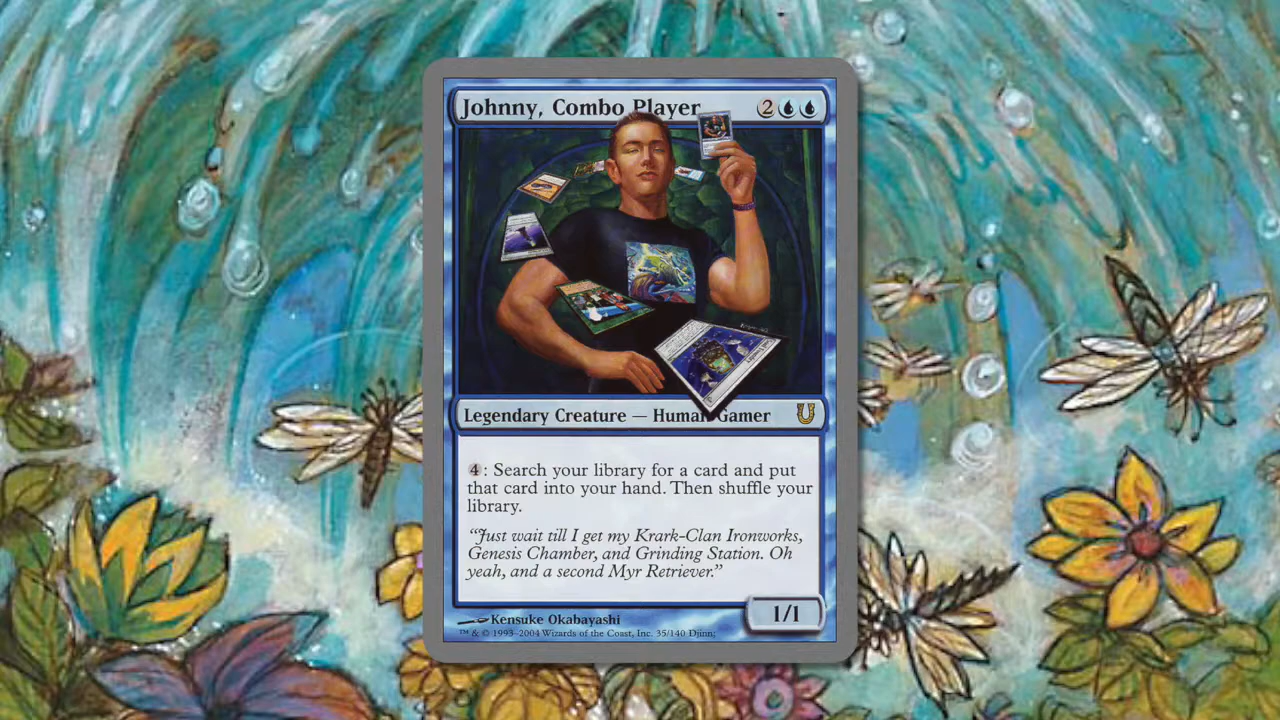 Johnny, Combo Player 2
Legendary Creature — Human Gamer
4: Search your library for a card and put
that card into your hand. Then shuffle your
library.
“Just wait till I get my Krark-Clan Ironworks,
Genesis Chamber, and Grinding Station. Oh
yeah, and a second Myr Retriever.”
1/1
Kensuke Okabayashi
™ & © 1993–2004 Wizards of the Coast, Inc. 35/140 Djinn;